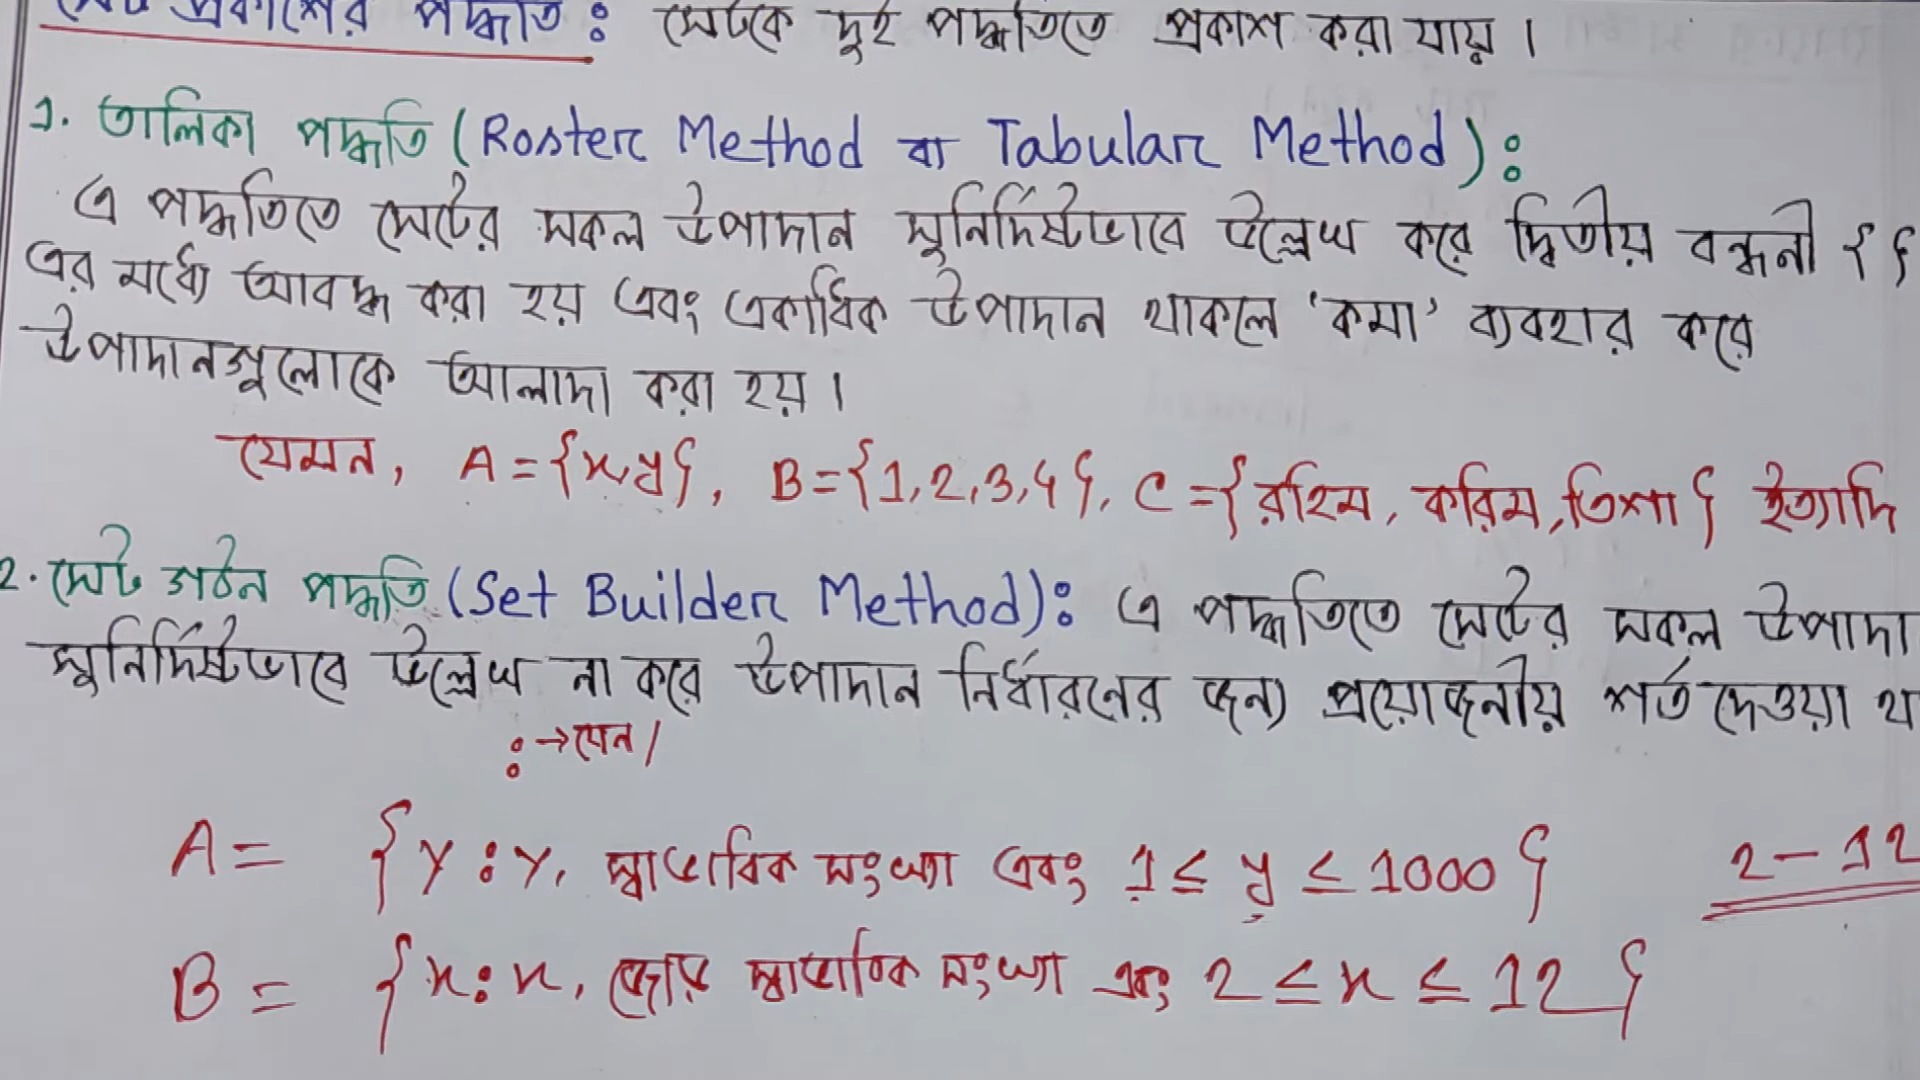 সেট প্রকাশের পদ্ধতি : সেটকে দুই পদ্ধতিতে প্রকাশ করা যায় ।
1. তালিকা পদ্ধতি (Roster Method বা Tabular Method) :
এ পদ্ধতিতে সেটের সকল উপাদান সুনির্দিষ্টভাবে উল্লেখ করে দ্বিতীয় বন্ধনী { }
এর মধ্যে আবদ্ধ করা হয় এবং একাধিক উপাদান থাকলে ‘কমা’ ব্যবহার করে
উপাদানগুলোকে আলাদা করা হয় ।
যেমন, A = {x, y}, B = {1, 2, 3, 4}, C = {রহিম, করিম, তিশা} ইত্যাদি
2. সেট গঠন পদ্ধতি (Set Builder Method) : এ পদ্ধতিতে সেটের সকল উপাদা
সুনির্দিষ্টভাবে উল্লেখ না করে উপাদান নির্ধারনের জন্য প্রয়োজনীয় শর্ত দেওয়া থ
: → যেন /
A = {y : y, স্বাভাবিক সংখ্যা এবং 1 ≤ y ≤ 1000} 2 - 12
B = {x : x, জোড় স্বাভাবিক সংখ্যা এবং 2 ≤ x ≤ 12}